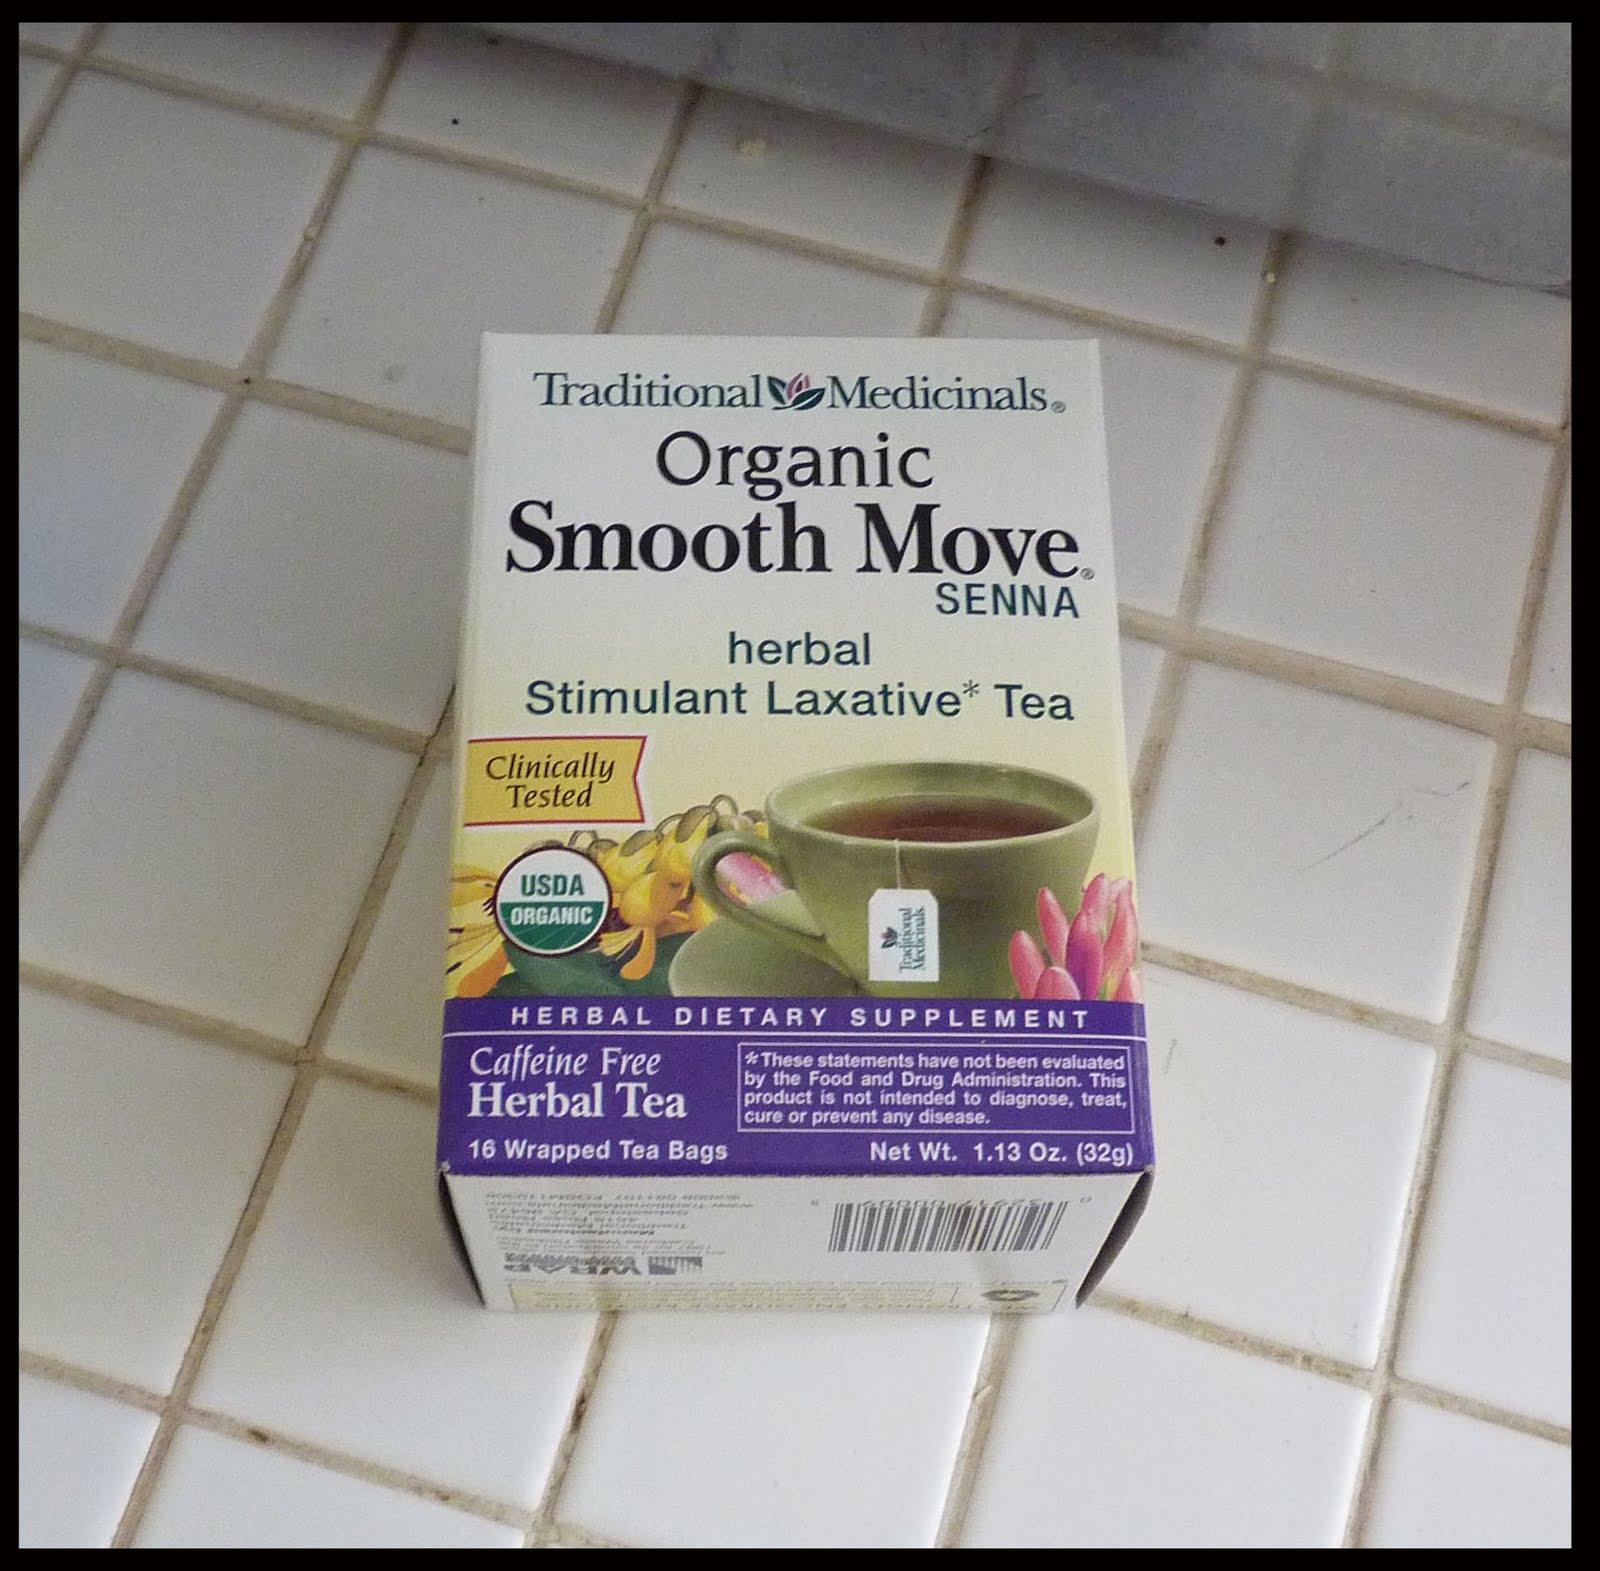 Traditional Medicinals®
Organic
Smooth Move®
SENNA
herbal
Stimulant Laxative* Tea
Clinically
Tested
USDA
ORGANIC
Traditional
Medicinals
HERBAL DIETARY SUPPLEMENT
Caffeine Free
Herbal Tea
*These statements have not been evaluated
by the Food and Drug Administration. This
product is not intended to diagnose, treat,
cure or prevent any disease.
16 Wrapped Tea Bags
Net Wt. 1.13 Oz. (32g)